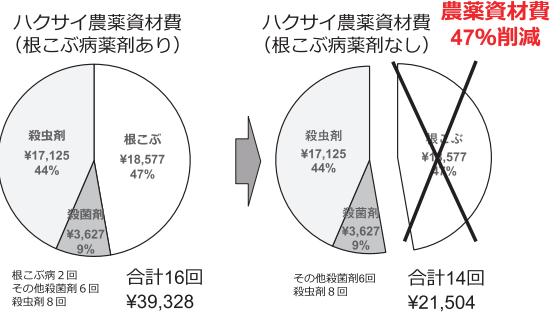 ハクサイ農薬資材費
（根こぶ病薬剤あり）
殺虫剤
¥17,125
44%
根こぶ
¥18,577
47%
殺菌剤
¥3,627
9%
根こぶ病２回
その他殺菌剤６回
殺虫剤８回
合計16回
¥39,328
ハクサイ農薬資材費
（根こぶ病薬剤なし）
農薬資材費
47%削減
殺虫剤
¥17,125
44%
根こぶ
¥18,577
47%
殺菌剤
¥3,627
9%
その他殺菌剤6回
殺虫剤８回
合計14回
¥21,504